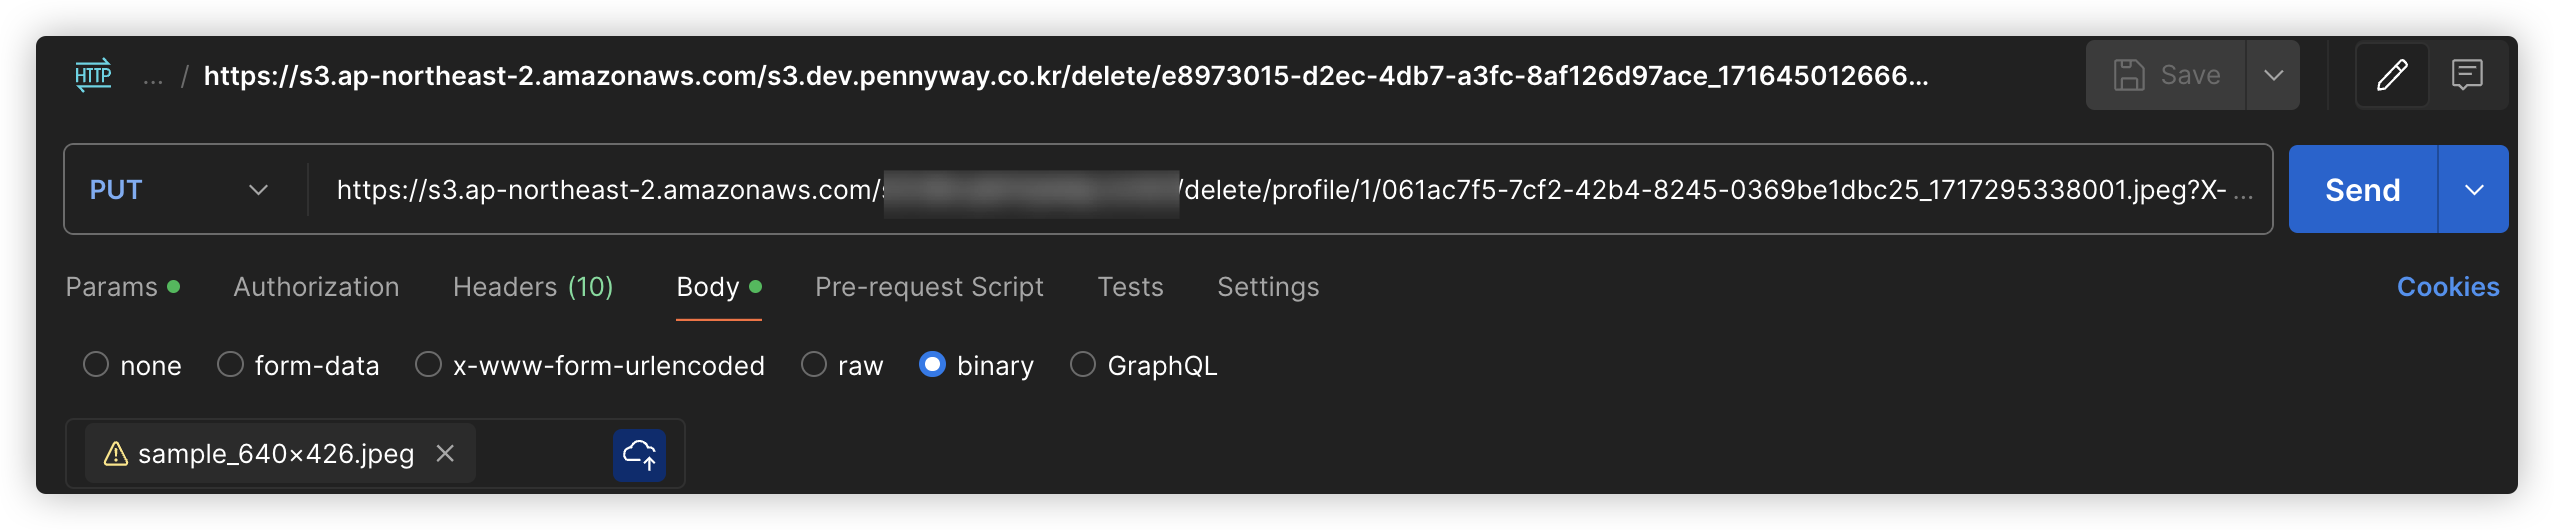 HTTP ... / https://s3.ap-northeast-2.amazonaws.com/s3.dev.pennyway.co.kr/delete/e8973015-d2ec-4db7-a3fc-8af126d97ace_171645012666... Save
PUT https://s3.ap-northeast-2.amazonaws.com/ /delete/profile/1/061ac7f5-7cf2-42b4-8245-0369be1dbc25_1717295338001.jpeg?X- ... Send
Params Authorization Headers (10) Body Pre-request Script Tests Settings Cookies
none form-data x-www-form-urlencoded raw binary GraphQL
sample_640×426.jpeg